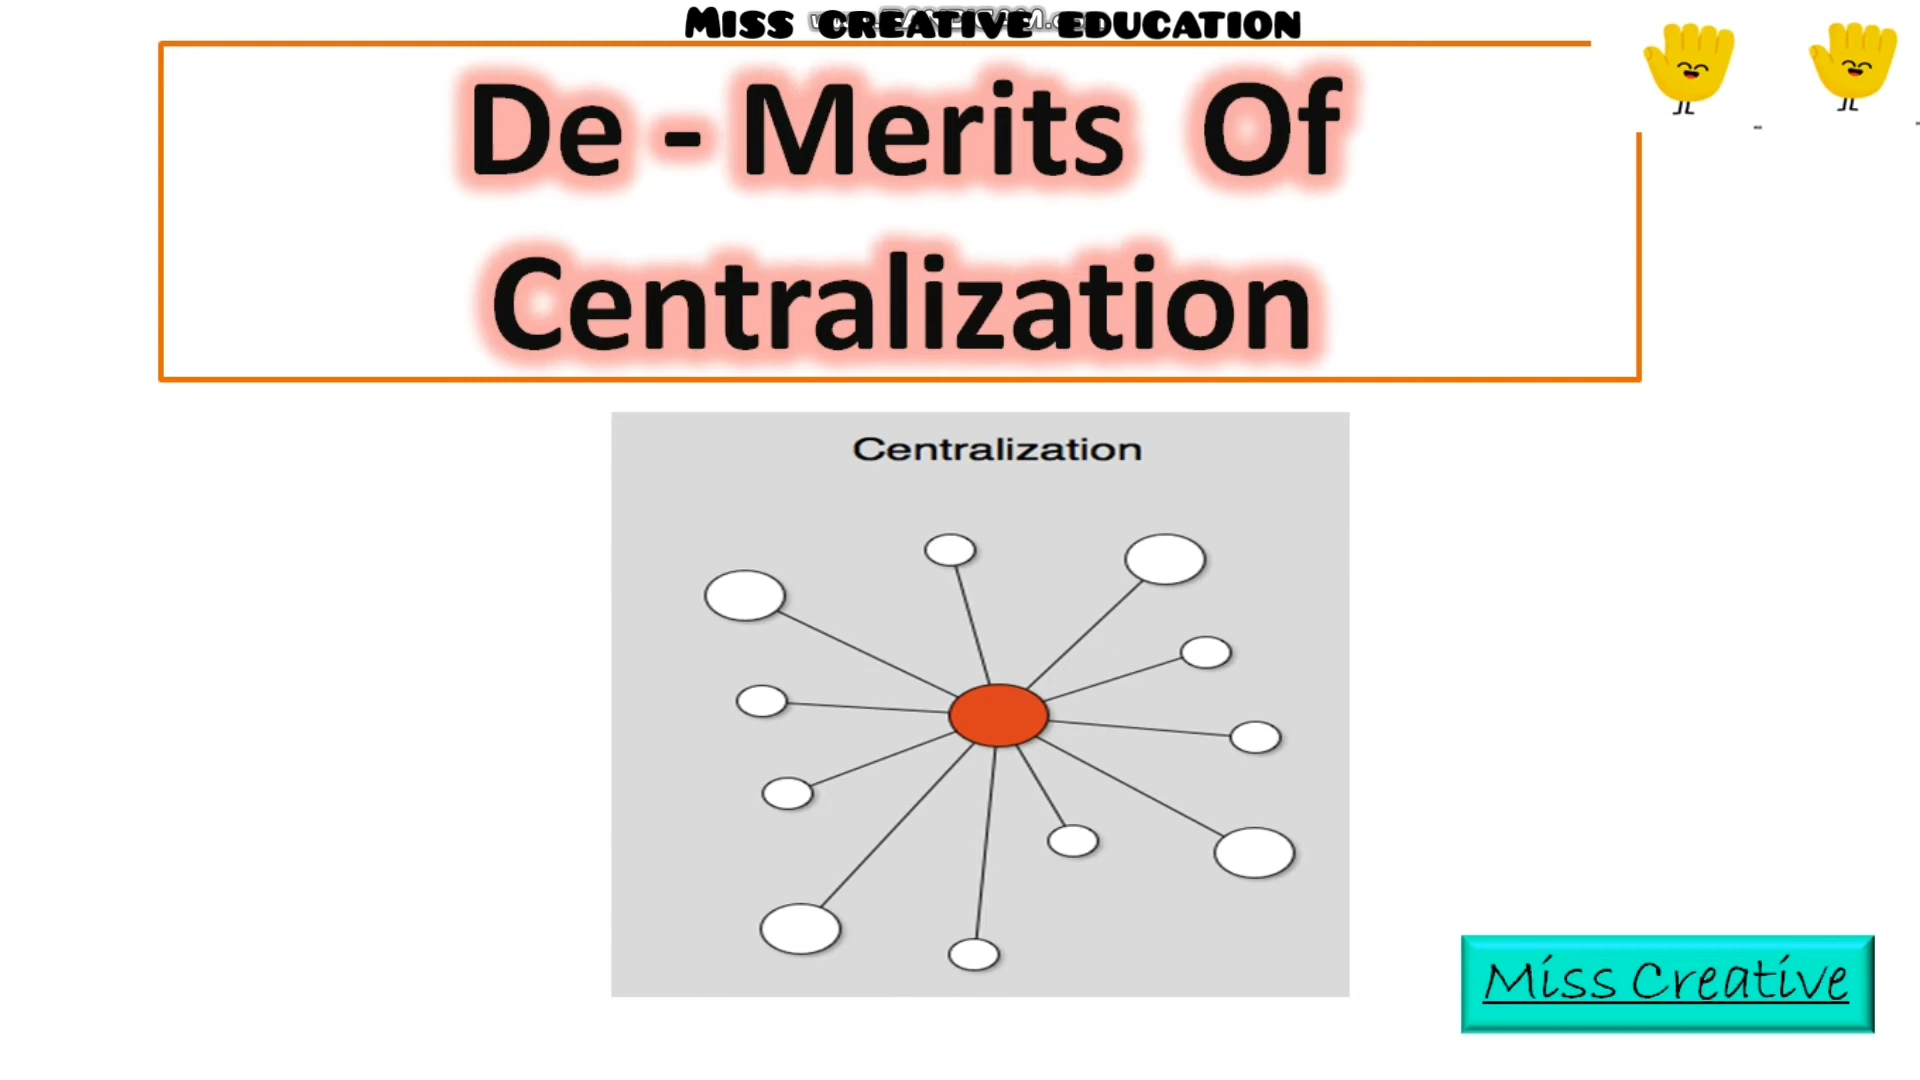 Miss creative education
De - Merits Of
Centralization
Centralization
Miss Creative